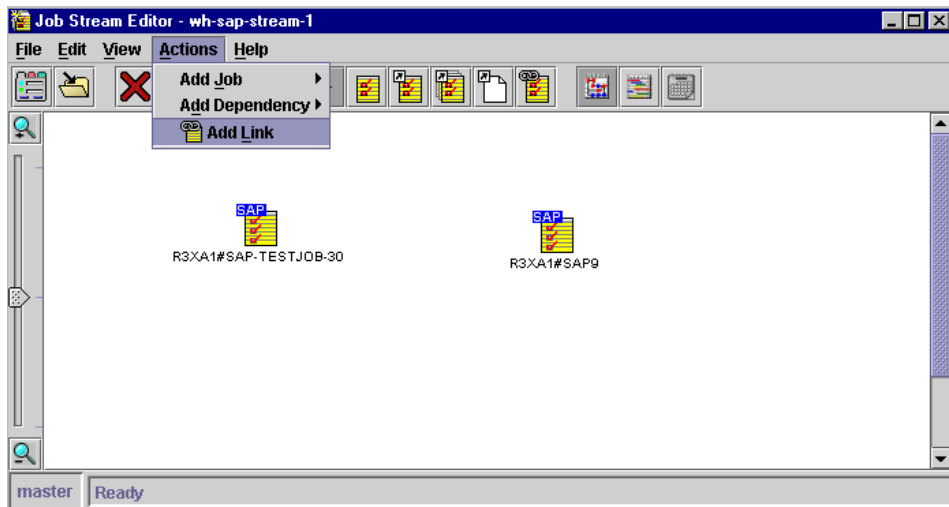 Job Stream Editor - wh-sap-stream-1
File Edit View Actions Help
Add Job
Add Dependency
Add Link
SAP
R3XA1#SAP-TESTJOB-30
SAP
R3XA1#SAP9
master Ready